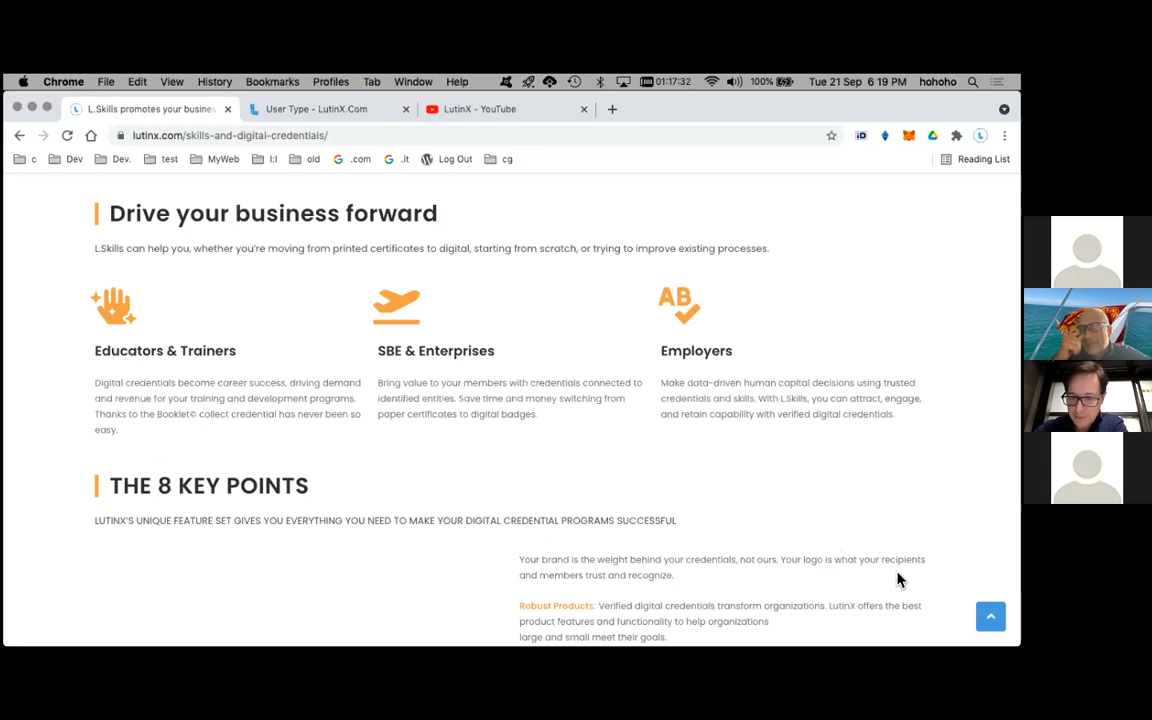 Chrome File Edit View History Bookmarks Profiles Tab Window Help 01:17:32 100% Tue 21 Sep 6:19 PM hohoho
L.Skills promotes your busines User Type - LutinX.Com LutinX - YouTube
lutinx.com/skills-and-digital-credentials/
c Dev Dev. test MyWeb l:l old .com .it Log Out cg Reading List
Drive your business forward
L.Skills can help you, whether you're moving from printed certificates to digital, starting from scratch, or trying to improve existing processes.
AB
Educators & Trainers SBE & Enterprises Employers
Digital credentials become career success, driving demand Bring value to your members with credentials connected to Make data-driven human capital decisions using trusted
and revenue for your training and development programs. identified entities. Save time and money switching from credentials and skills. With L.Skills, you can attract, engage,
Thanks to the Booklet© collect credential has never been so paper certificates to digital badges. and retain capability with verified digital credentials.
easy.
THE 8 KEY POINTS
LUTINX'S UNIQUE FEATURE SET GIVES YOU EVERYTHING YOU NEED TO MAKE YOUR DIGITAL CREDENTIAL PROGRAMS SUCCESSFUL
Your brand is the weight behind your credentials, not ours. Your logo is what your recipients
and members trust and recognize.
Robust Products: Verified digital credentials transform organizations. LutinX offers the best
product features and functionality to help organizations
large and small meet their goals.